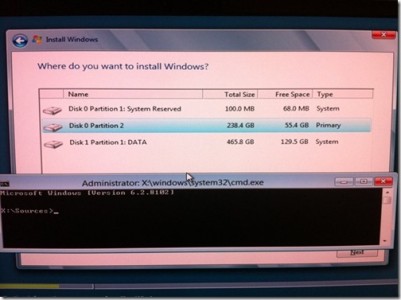 Install Windows
Where do you want to install Windows?
Name Total Size Free Space Type
Disk 0 Partition 1: System Reserved 100.0 MB 68.0 MB System
Disk 0 Partition 2 238.4 GB 55.4 GB Primary
Disk 1 Partition 1: DATA 465.8 GB 129.5 GB System
Administrator: X:\windows\system32\cmd.exe
Microsoft Windows [Version 6.2.8102]
X:\Sources>_
Next